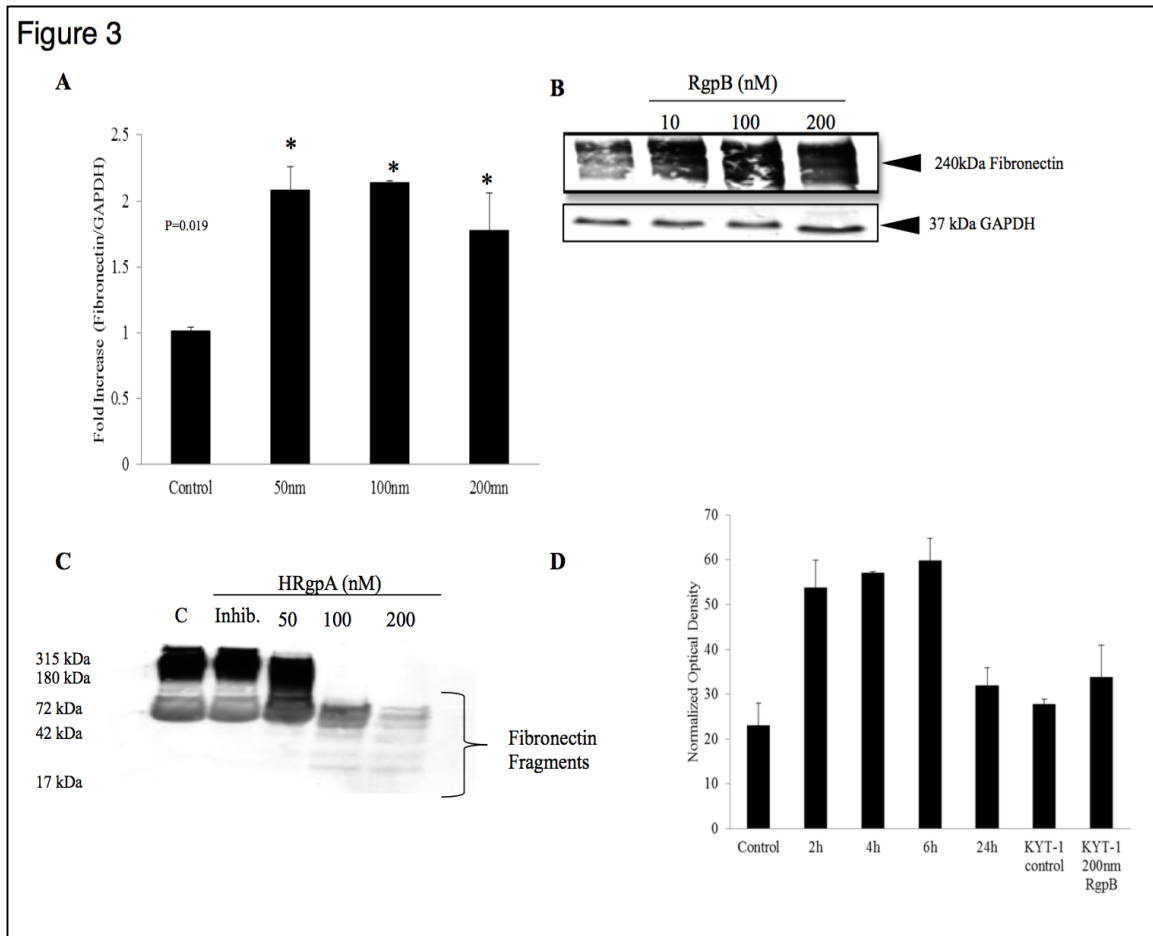 Figure 3
A
Fold Increase (Fibronectin/GAPDH)
2.5
2
1.5
1
0.5
0
P=0.019
*
*
*
Control 50nm 100nm 200mn
B
RgpB (nM)
10 100 200
240kDa Fibronectin
37 kDa GAPDH
C
HRgpA (nM)
C Inhib. 50 100 200
315 kDa
180 kDa
72 kDa
42 kDa
17 kDa
Fibronectin
Fragments
D
Normalized Optical Density
70
60
50
40
30
20
10
0
Control 2h 4h 6h 24h KYT-1 KYT-1
control 200nm
RgpB